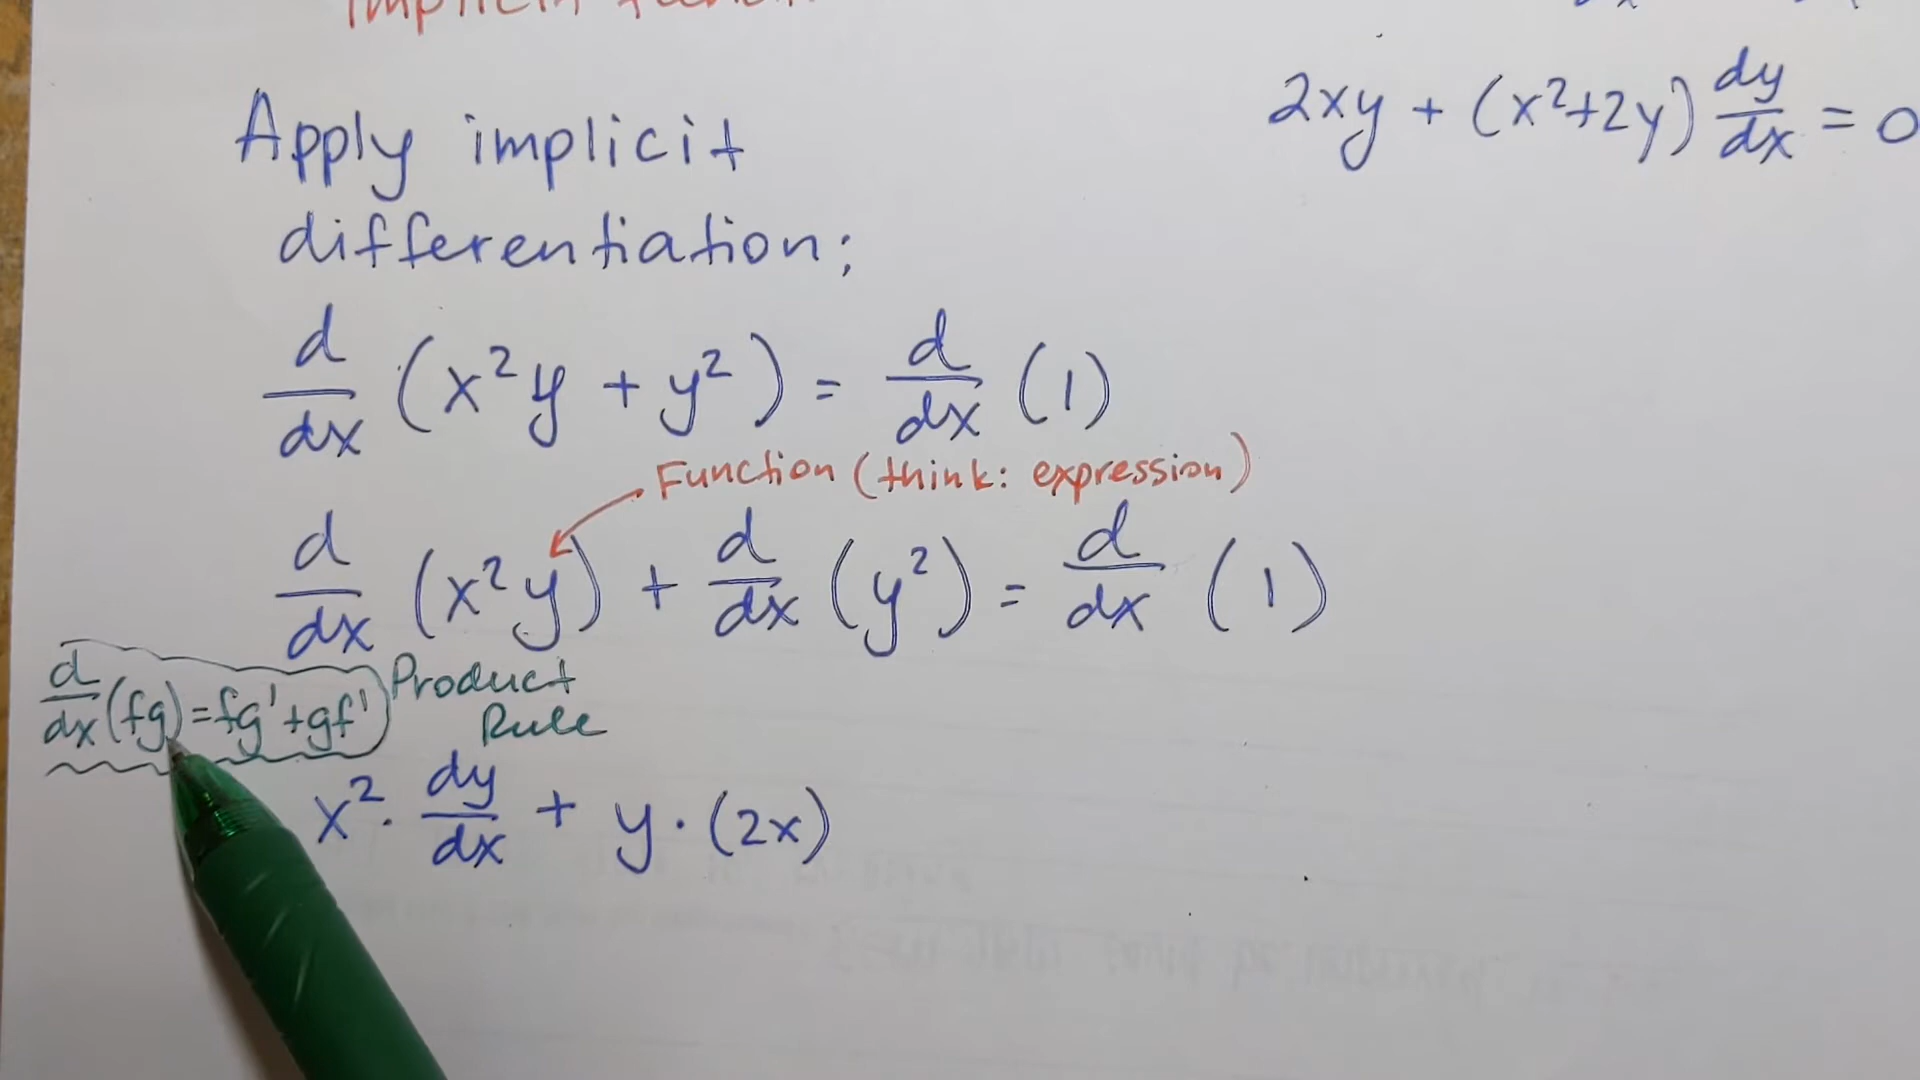 implicit
2xy + (x²+2y) dy/dx = 0
Apply implicit
differentiation:
d/dx (x²y + y²) = d/dx (1)
Function (think: expression)
d/dx (x²y) + d/dx (y²) = d/dx (1)
d/dx (fg) = fg' + gf'
Product
Rule
x² · dy/dx + y · (2x)